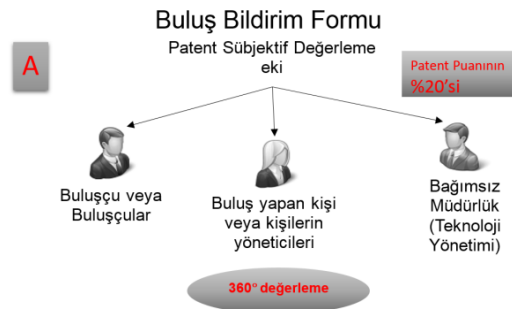 Buluş Bildirim Formu
Patent Sübjektif Değerleme
eki
A
Patent Puanının
%20'si
Buluşçu veya
Buluşçular
Buluş yapan kişi
veya kişilerin
yöneticileri
Bağımsız
Müdürlük
(Teknoloji
Yönetimi)
360° değerleme